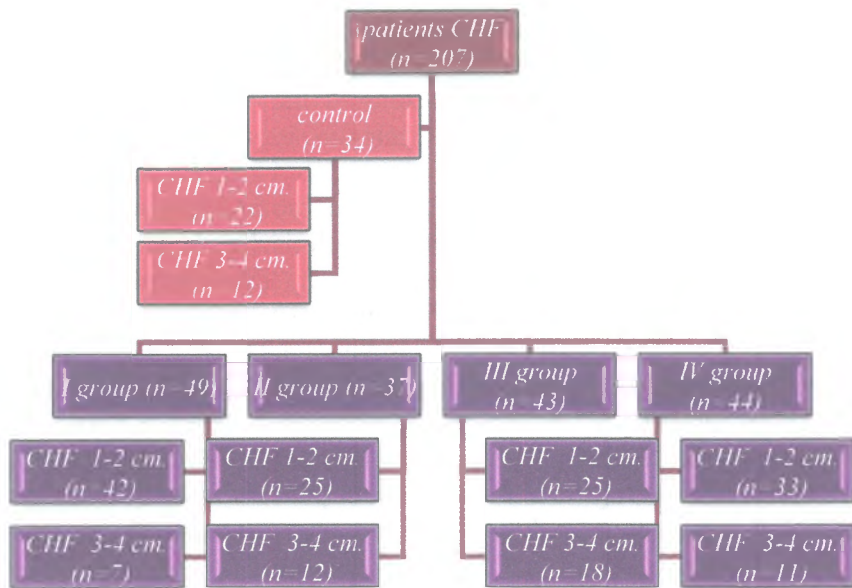 patients CHF
(n=207)
control
(n=34)
CHF 1-2 cm.
(n=22)
CHF 3-4 cm.
(n=12)
I group (n=49)
II group (n=37)
III group
(n=43)
IV group
(n=44)
CHF 1-2 cm.
(n=42)
CHF 1-2 cm.
(n=25)
CHF 1-2 cm.
(n=25)
CHF 1-2 cm.
(n=33)
CHF 3-4 cm.
(n=7)
CHF 3-4 cm.
(n=12)
CHF 3-4 cm.
(n=18)
CHF 3-4 cm.
(n=11)